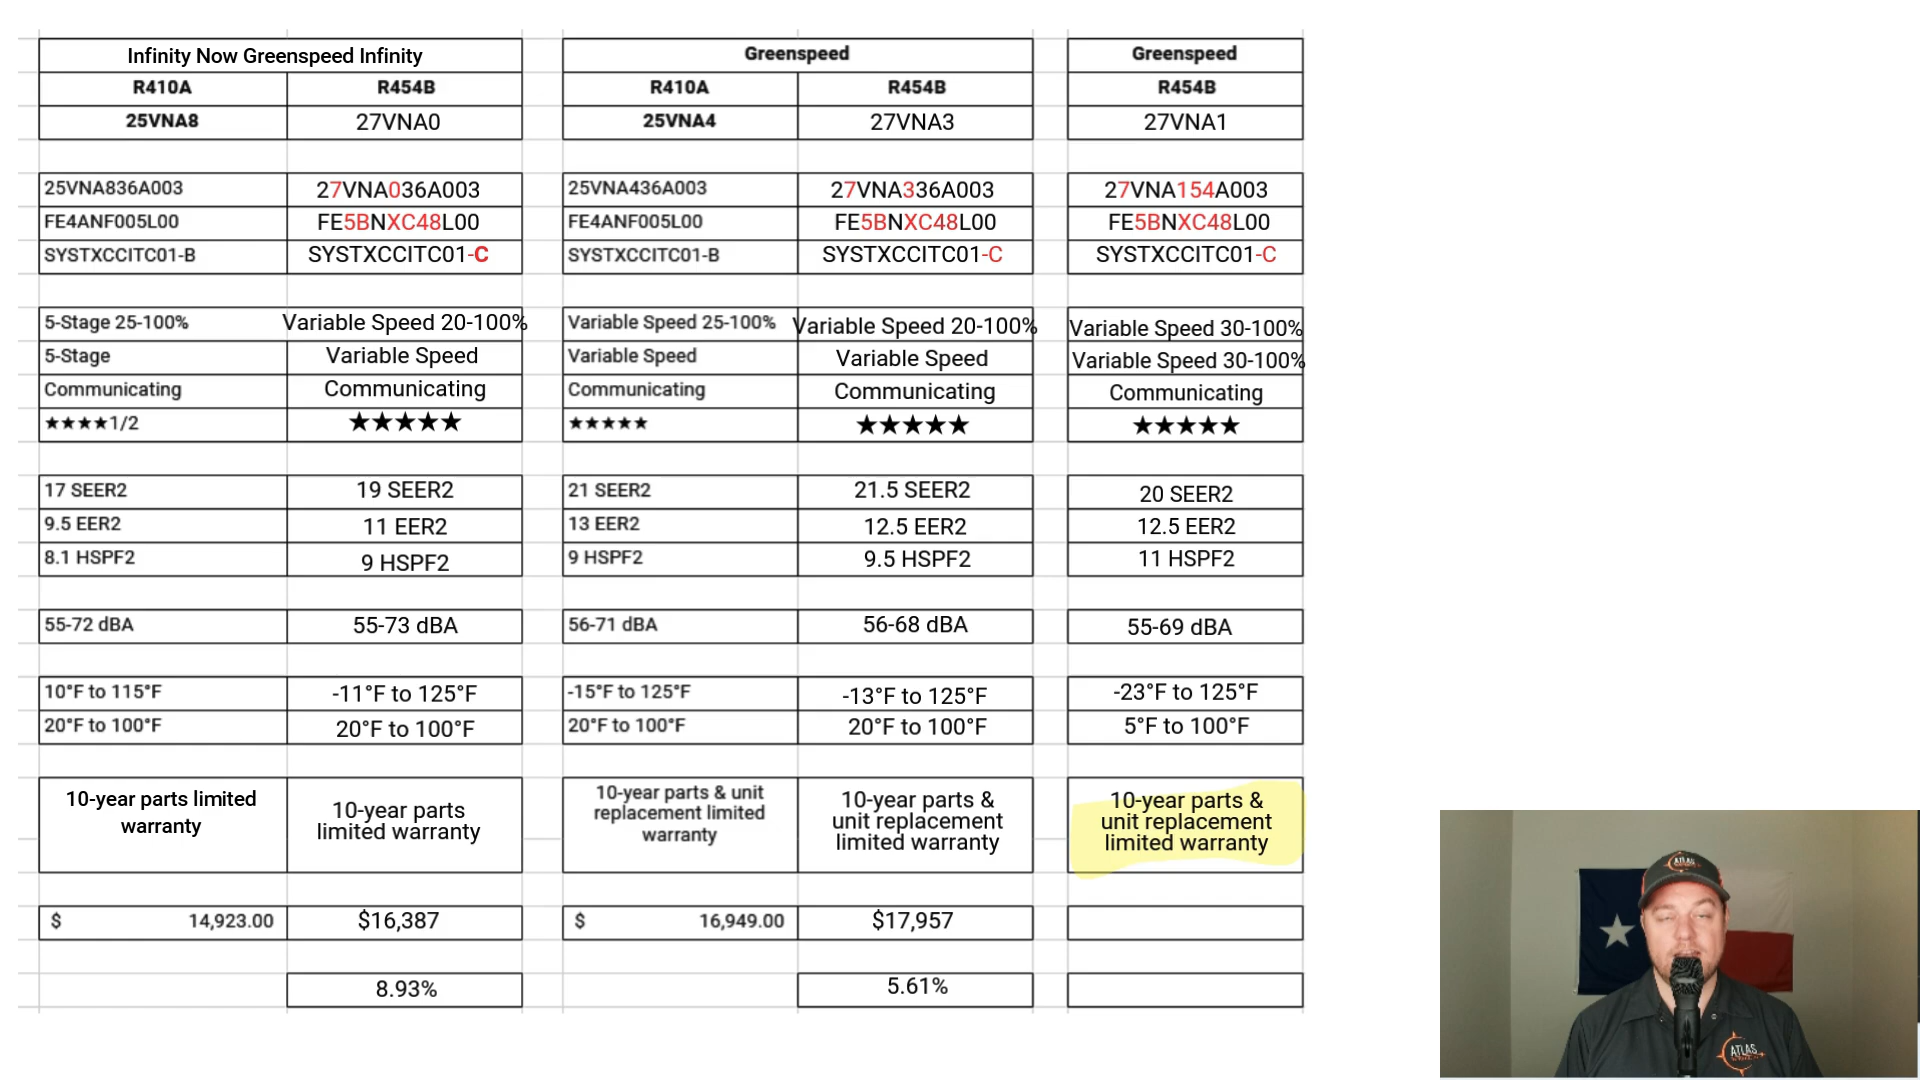 Infinity Now Greenspeed Infinity
Greenspeed
Greenspeed
R410A
R454B
R410A
R454B
R454B
25VNA8
27VNA0
25VNA4
27VNA3
27VNA1
25VNA836A003
27VNA036A003
25VNA436A003
27VNA336A003
27VNA154A003
FE4ANF005L00
FE5BNXC48L00
FE4ANF005L00
FE5BNXC48L00
FE5BNXC48L00
SYSTXCCITC01-B
SYSTXCCITC01-C
SYSTXCCITC01-B
SYSTXCCITC01-C
SYSTXCCITC01-C
5-Stage 25-100%
Variable Speed 20-100%
Variable Speed 25-100%
Variable Speed 20-100%
Variable Speed 30-100%
5-Stage
Variable Speed
Variable Speed
Variable Speed
Variable Speed 30-100%
Communicating
Communicating
Communicating
Communicating
Communicating
★★★★1/2
★★★★★
★★★★★
★★★★★
★★★★★
17 SEER2
19 SEER2
21 SEER2
21.5 SEER2
20 SEER2
9.5 EER2
11 EER2
13 EER2
12.5 EER2
12.5 EER2
8.1 HSPF2
9 HSPF2
9 HSPF2
9.5 HSPF2
11 HSPF2
55-72 dBA
55-73 dBA
56-71 dBA
56-68 dBA
55-69 dBA
10°F to 115°F
-11°F to 125°F
-15°F to 125°F
-13°F to 125°F
-23°F to 125°F
20°F to 100°F
20°F to 100°F
20°F to 100°F
20°F to 100°F
5°F to 100°F
10-year parts limited
warranty
10-year parts
limited warranty
10-year parts & unit
replacement limited
warranty
10-year parts &
unit replacement
limited warranty
10-year parts &
unit replacement
limited warranty
$ 14,923.00
$16,387
$ 16,949.00
$17,957
8.93%
5.61%
ATLAS
ATLAS